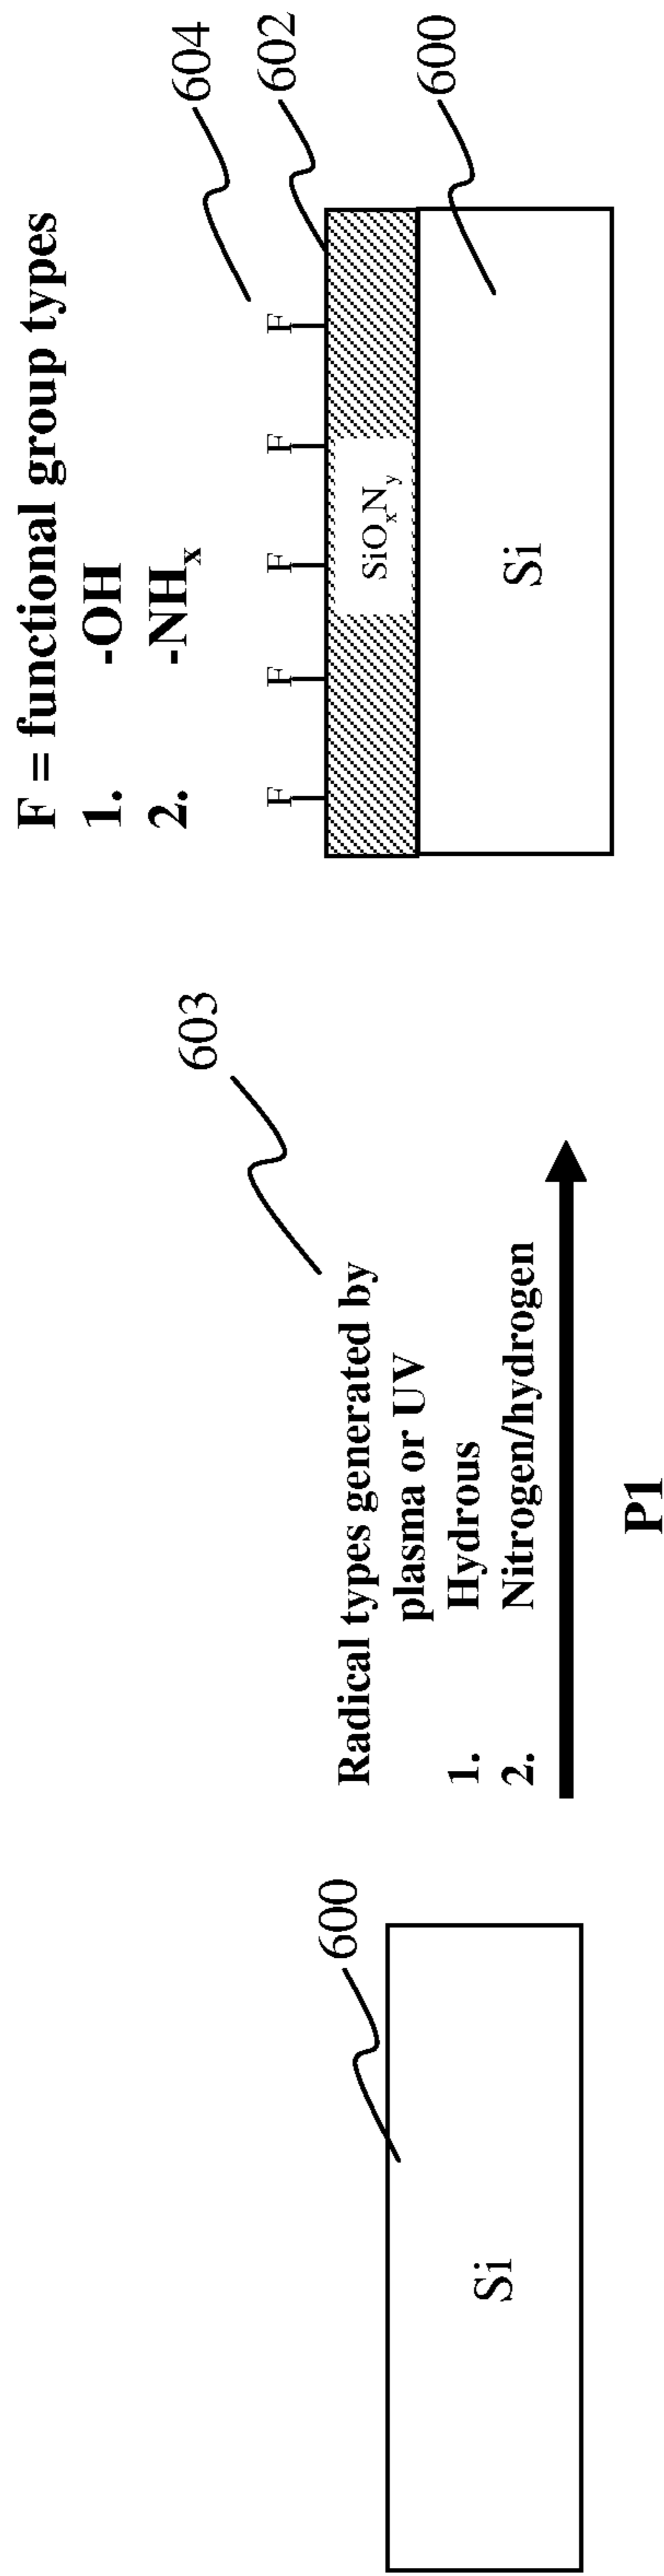 600
Si
603
Radical types generated by
plasma or UV
1. Hydrous
2. Nitrogen/hydrogen
P1
F = functional group types
1. -OH
2. -NHₓ
604
602
600
F F F F F
SiOₓNᵧ
Si